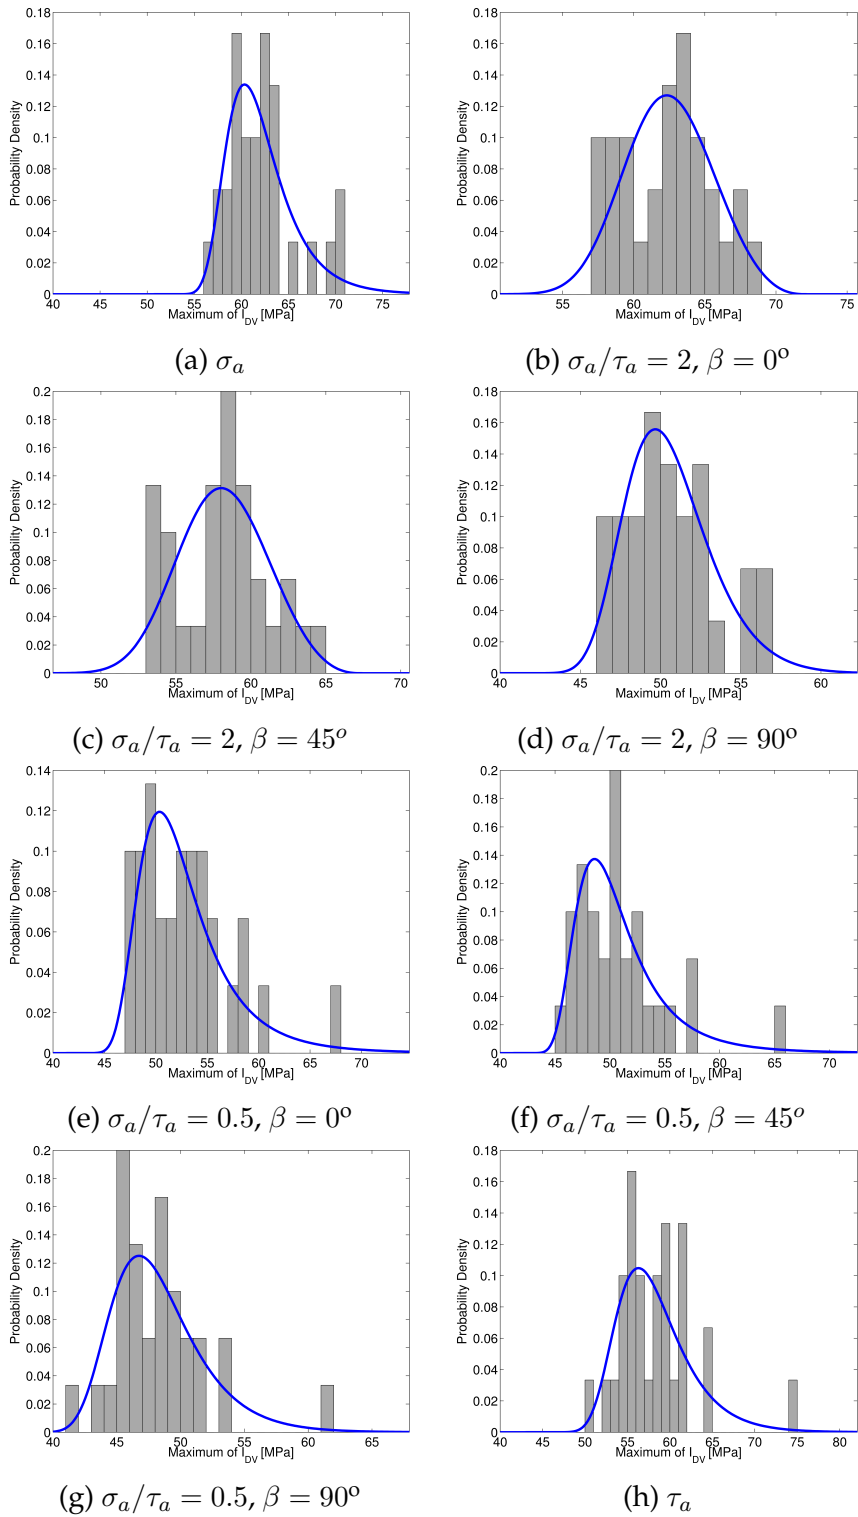 0.18
0.16
0.14
0.12
0.1
0.08
0.06
0.04
0.02
0
Probability Density
40 45 50 55 60 65 70 75
Maximum of I_DV [MPa]
(a) σ_a
0.18
0.16
0.14
0.12
0.1
0.08
0.06
0.04
0.02
0
Probability Density
55 60 65 70 75
Maximum of I_DV [MPa]
(b) σ_a/τ_a = 2, β = 0º
0.2
0.18
0.16
0.14
0.12
0.1
0.08
0.06
0.04
0.02
0
Probability Density
50 55 60 65 70
Maximum of I_DV [MPa]
(c) σ_a/τ_a = 2, β = 45º
0.18
0.16
0.14
0.12
0.1
0.08
0.06
0.04
0.02
0
Probability Density
40 45 50 55 60
Maximum of I_DV [MPa]
(d) σ_a/τ_a = 2, β = 90º
0.14
0.12
0.1
0.08
0.06
0.04
0.02
0
Probability Density
40 45 50 55 60 65 70
Maximum of I_DV [MPa]
(e) σ_a/τ_a = 0.5, β = 0º
0.2
0.18
0.16
0.14
0.12
0.1
0.08
0.06
0.04
0.02
0
Probability Density
40 45 50 55 60 65 70
Maximum of I_DV [MPa]
(f) σ_a/τ_a = 0.5, β = 45º
0.2
0.18
0.16
0.14
0.12
0.1
0.08
0.06
0.04
0.02
0
Probability Density
40 45 50 55 60 65
Maximum of I_DV [MPa]
(g) σ_a/τ_a = 0.5, β = 90º
0.18
0.16
0.14
0.12
0.1
0.08
0.06
0.04
0.02
0
Probability Density
40 45 50 55 60 65 70 75 80
Maximum of I_DV [MPa]
(h) τ_a